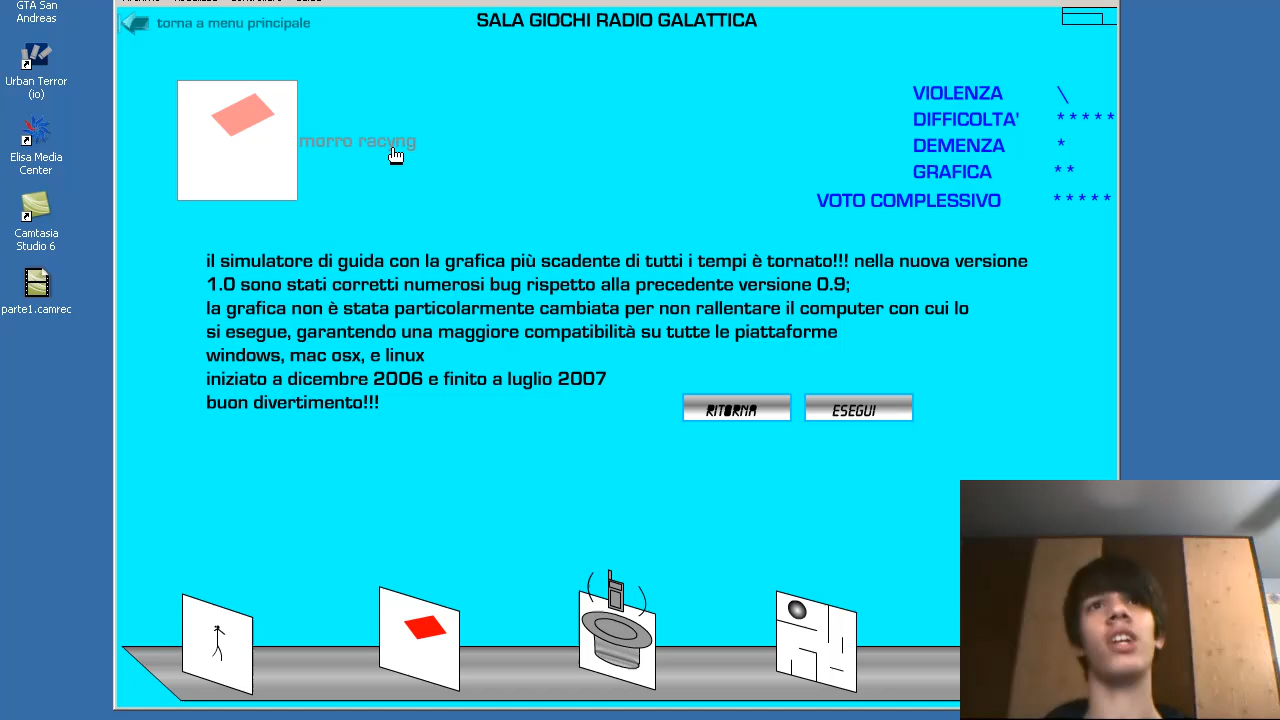 GTA San
Andreas
Urban Terror
(io)
Elisa Media
Center
Camtasia
Studio 6
parte1.camrec
torna a menu principale
SALA GIOCHI RADIO GALATTICA
morro racyng
VIOLENZA \
DIFFICOLTA' * * * * *
DEMENZA *
GRAFICA * *
VOTO COMPLESSIVO * * * * *
il simulatore di guida con la grafica più scadente di tutti i tempi è tornato!!! nella nuova versione
1.0 sono stati corretti numerosi bug rispetto alla precedente versione 0.9;
la grafica non è stata particolarmente cambiata per non rallentare il computer con cui lo
si esegue, garantendo una maggiore compatibilità su tutte le piattaforme
windows, mac osx, e linux
iniziato a dicembre 2006 e finito a luglio 2007
buon divertimento!!!
RITORNA
ESEGUI